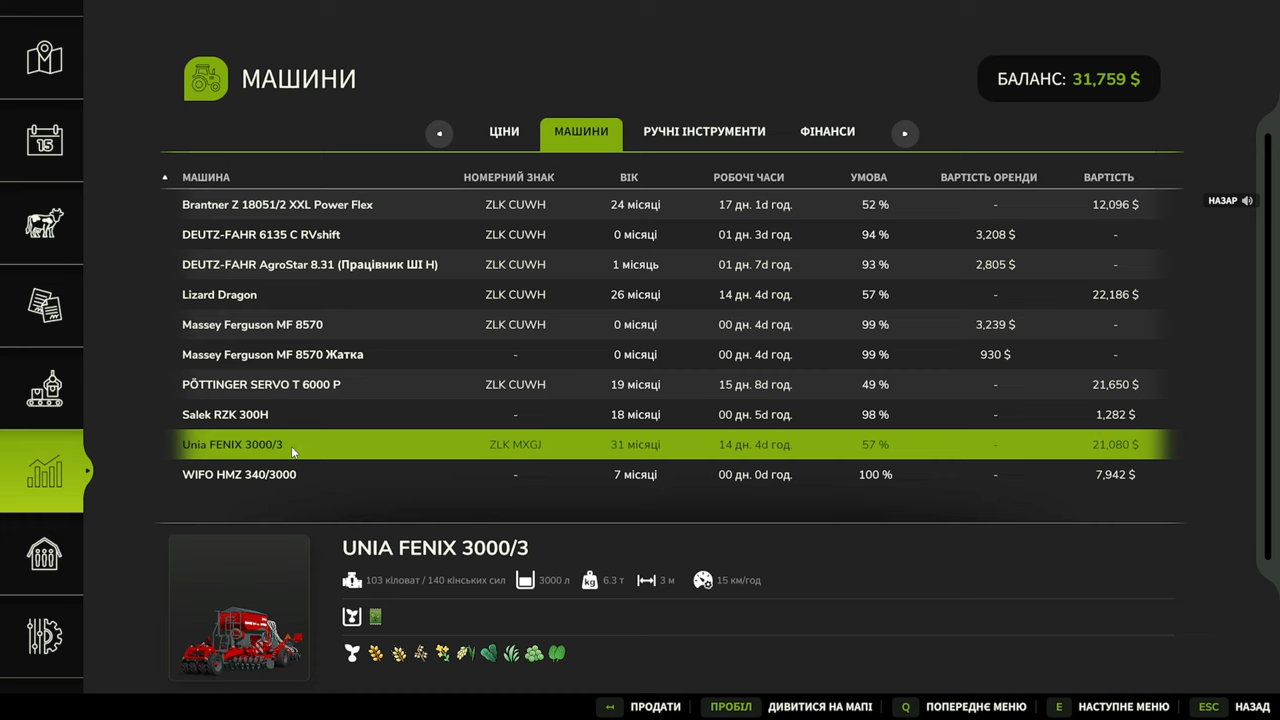 МАШИНИ
БАЛАНС: 31,759 $
ЦІНИ МАШИНИ РУЧНІ ІНСТРУМЕНТИ ФІНАНСИ
МАШИНА НОМЕРНИЙ ЗНАК ВІК РОБОЧІ ЧАСИ УМОВА ВАРТІСТЬ ОРЕНДИ ВАРТІСТЬ
НАЗАР
Brantner Z 18051/2 XXL Power Flex ZLK CUWH 24 місяці 17 дн. 1d год. 52 % - 12,096 $
DEUTZ-FAHR 6135 C RVshift ZLK CUWH 0 місяці 01 дн. 3d год. 94 % 3,208 $ -
DEUTZ-FAHR AgroStar 8.31 (Працівник ШІ H) ZLK CUWH 1 місяць 01 дн. 7d год. 93 % 2,805 $ -
Lizard Dragon ZLK CUWH 26 місяці 14 дн. 4d год. 57 % - 22,186 $
Massey Ferguson MF 8570 ZLK CUWH 0 місяці 00 дн. 4d год. 99 % 3,239 $ -
Massey Ferguson MF 8570 Жатка - 0 місяці 00 дн. 4d год. 99 % 930 $ -
PÖTTINGER SERVO T 6000 P ZLK CUWH 19 місяці 15 дн. 8d год. 49 % - 21,650 $
Salek RZK 300H - 18 місяці 00 дн. 5d год. 98 % - 1,282 $
Unia FENIX 3000/3 ZLK MXGJ 31 місяці 14 дн. 4d год. 57 % - 21,080 $
WIFO HMZ 340/3000 - 7 місяці 00 дн. 0d год. 100 % - 7,942 $
UNIA FENIX 3000/3
103 кіловат / 140 кінських сил 3000 л kg 6.3 т 3 м 15 км/год
↤ ПРОДАТИ ПРОБІЛ ДИВИТИСЯ НА МАПІ Q ПОПЕРЕДНЄ МЕНЮ E НАСТУПНЕ МЕНЮ ESC НАЗАД
15